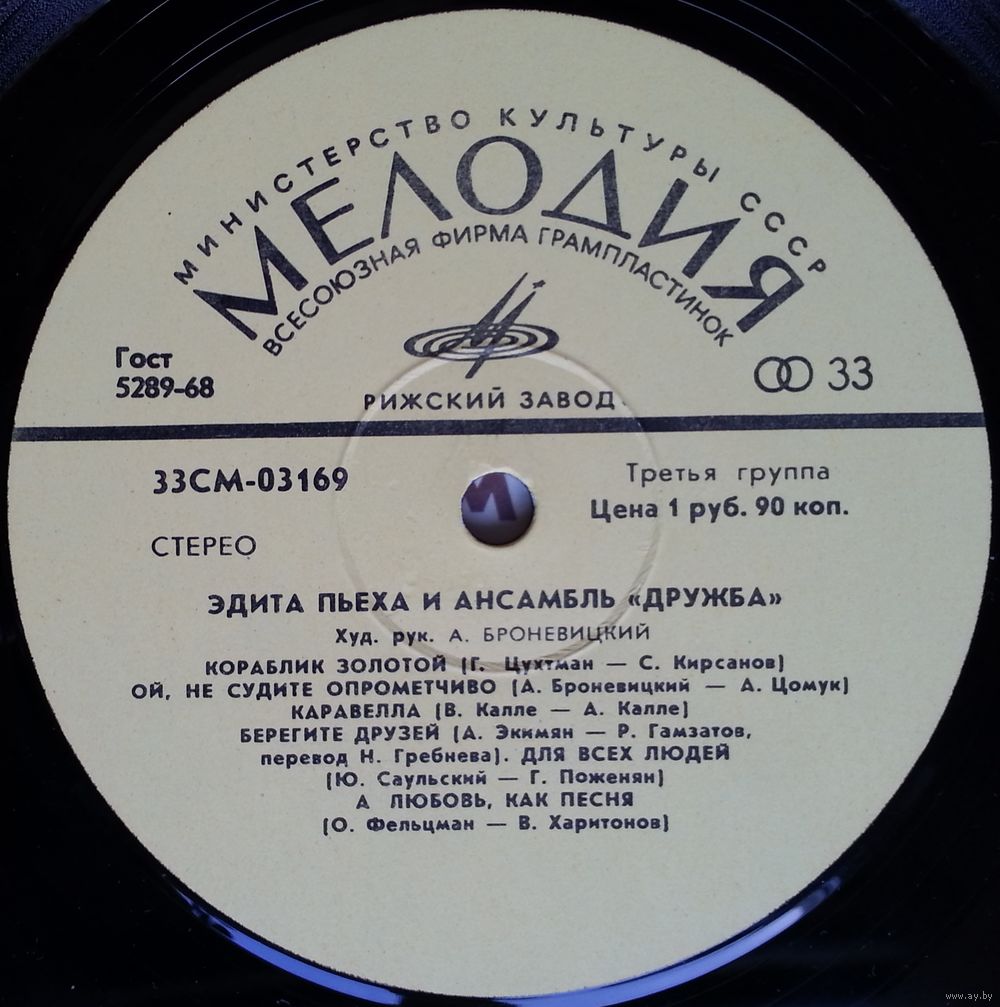 МИНИСТЕРСТВО КУЛЬТУРЫ СССР
МЕЛОДИЯ
ВСЕСОЮЗНАЯ ФИРМА ГРАМПЛАСТИНОК
Гост
5289-68
33
РИЖСКИЙ ЗАВОД
33СМ-03169
Третья группа
Цена 1 руб. 90 коп.
СТЕРЕО
ЭДИТА ПЬЕХА И АНСАМБЛЬ «ДРУЖБА»
Худ. рук. А. БРОНЕВИЦКИЙ
КОРАБЛИК ЗОЛОТОЙ (Г. Цухтман — С. Кирсанов)
ОЙ, НЕ СУДИТЕ ОПРОМЕТЧИВО (А. Броневицкий — А. Цомук)
КАРАВЕЛЛА (В. Калле — А. Калле)
БЕРЕГИТЕ ДРУЗЕЙ (А. Экимян — Р. Гамзатов,
перевод Н. Гребнева). ДЛЯ ВСЕХ ЛЮДЕЙ
(Ю. Саульский — Г. Поженян)
А ЛЮБОВЬ, КАК ПЕСНЯ
(О. Фельцман — В. Харитонов)
www.ay.by